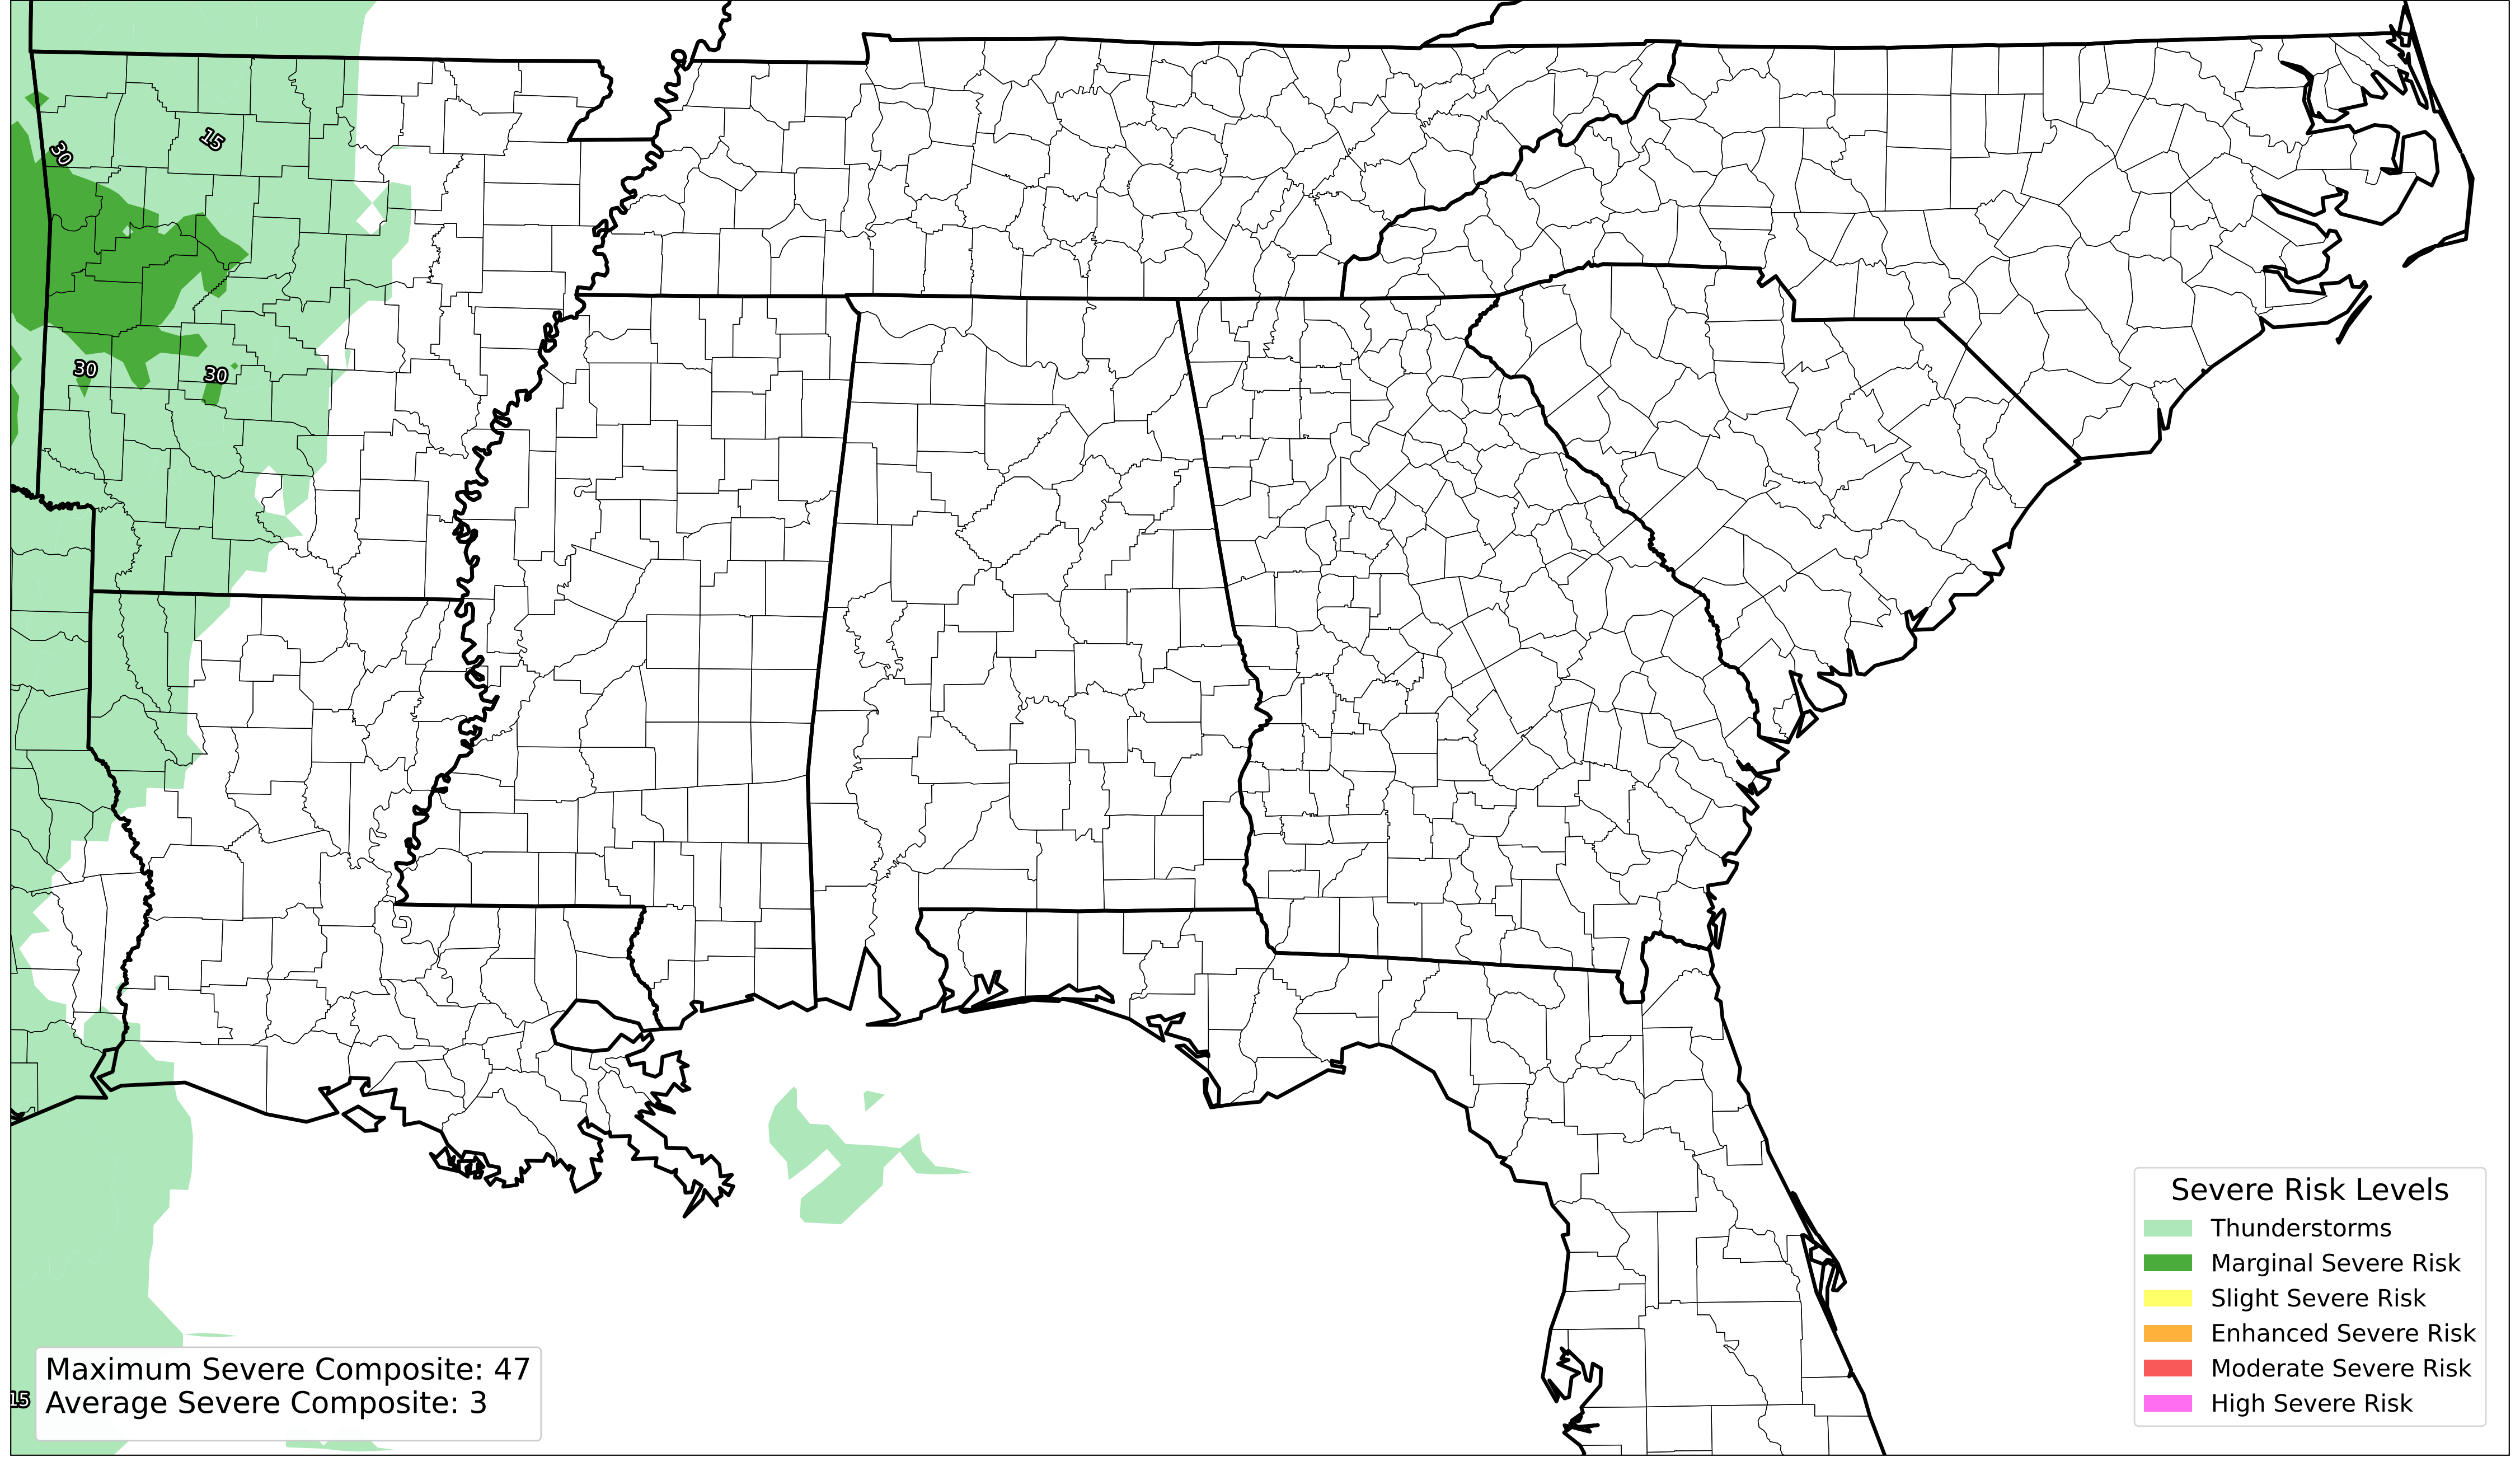 15
30
30
30
Severe Risk Levels
Thunderstorms
Marginal Severe Risk
Slight Severe Risk
Enhanced Severe Risk
Moderate Severe Risk
High Severe Risk
Maximum Severe Composite: 47
Average Severe Composite: 3
15